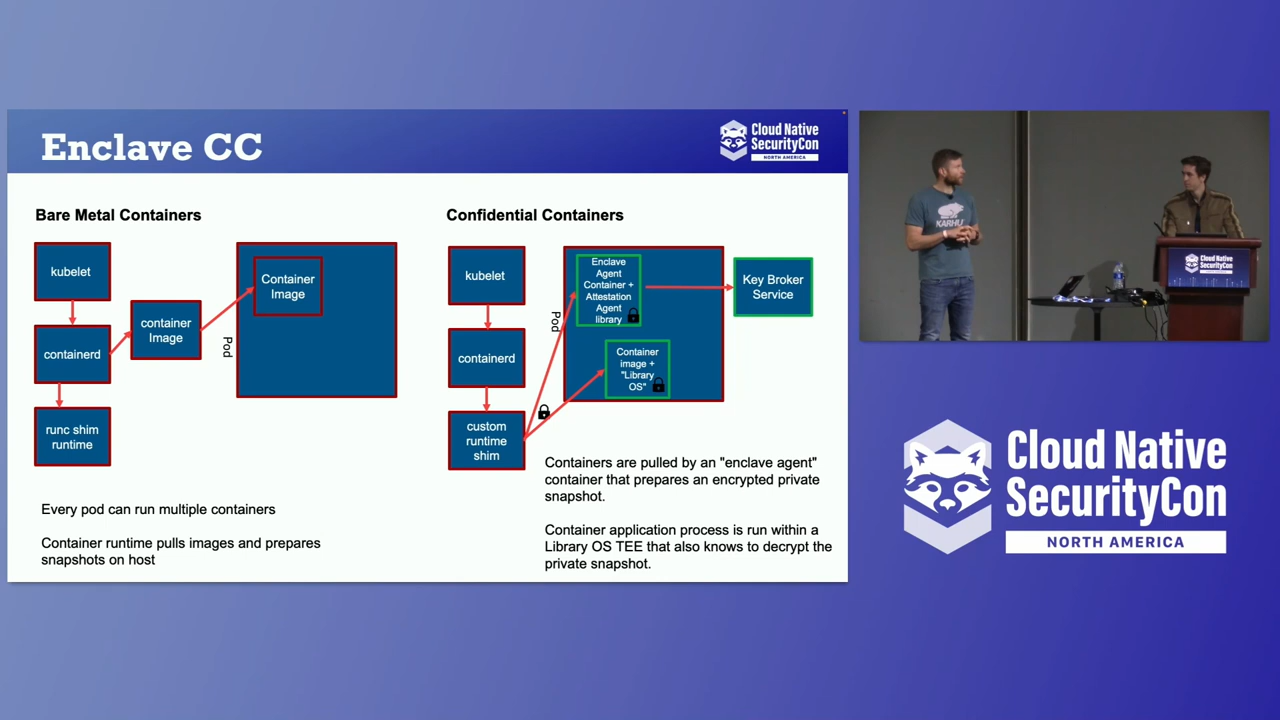 Enclave CC
Cloud Native
SecurityCon
NORTH AMERICA
Bare Metal Containers
kubelet
containerd
runc shim
runtime
container
Image
Pod
Container
Image
Every pod can run multiple containers
Container runtime pulls images and prepares
snapshots on host
Confidential Containers
kubelet
containerd
custom
runtime
shim
Pod
Enclave
Agent
Container +
Attestation
Agent
library
Container
image +
"Library
OS"
Key Broker
Service
Containers are pulled by an "enclave agent"
container that prepares an encrypted private
snapshot.
Container application process is run within a
Library OS TEE that also knows to decrypt the
private snapshot.
KARHU
Cloud Native
SecurityCon
Cloud Native
SecurityCon
NORTH AMERICA